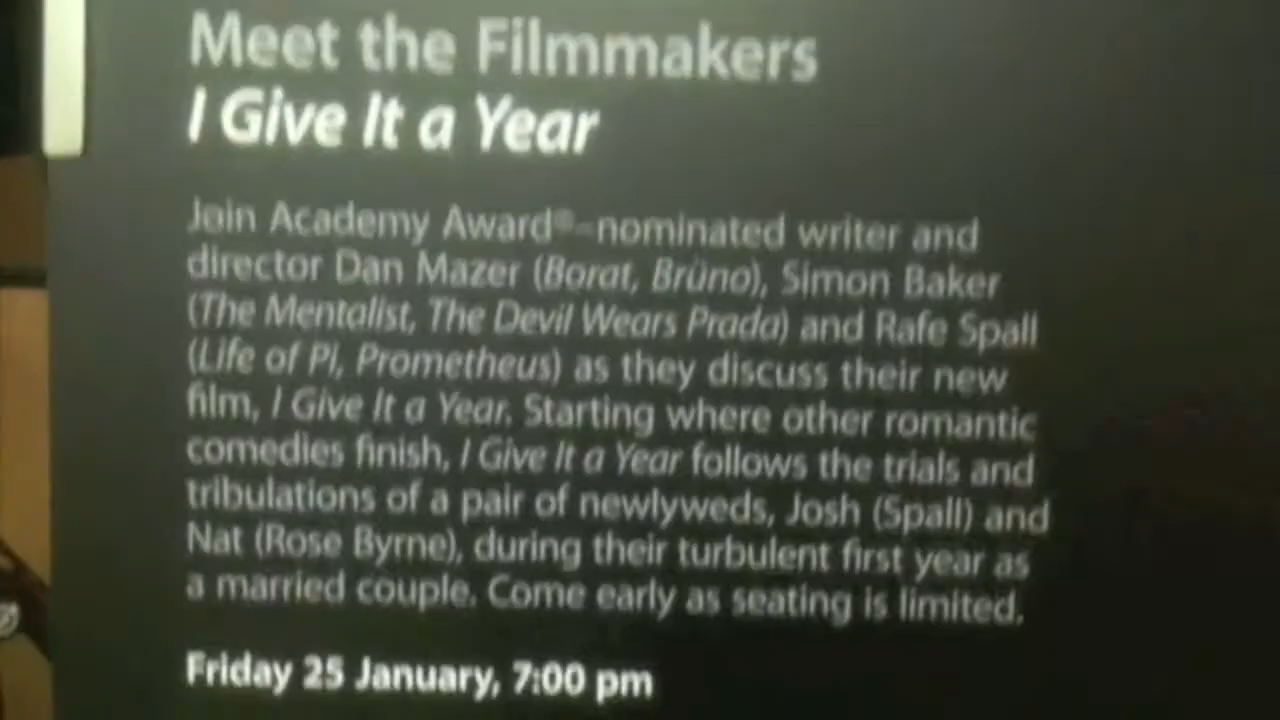 Meet the Filmmakers
I Give It a Year
Join Academy Award®–nominated writer and
director Dan Mazer (Borat, Brüno), Simon Baker
(The Mentalist, The Devil Wears Prada) and Rafe Spall
(Life of Pi, Prometheus) as they discuss their new
film, I Give It a Year. Starting where other romantic
comedies finish, I Give It a Year follows the trials and
tribulations of a pair of newlyweds, Josh (Spall) and
Nat (Rose Byrne), during their turbulent first year as
a married couple. Come early as seating is limited.
Friday 25 January, 7:00 pm